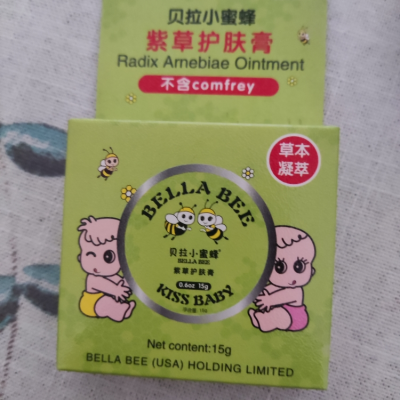 贝拉小蜜蜂
紫草护肤膏
Radix Arnebiae Ointment
不含comfrey
草本
凝萃
BELLA BEE
贝拉小蜜蜂
BELLA BEE
紫草护肤膏
0.6oz 15g
KISS BABY
Net content:15g
BELLA BEE (USA) HOLDING LIMITED